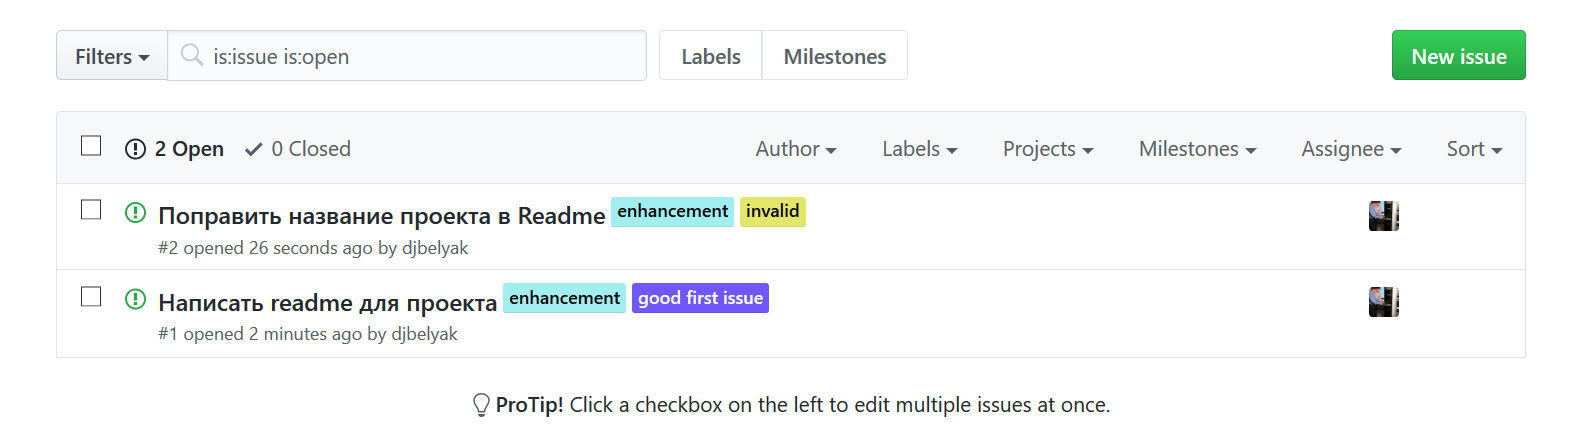 Filters is:issue is:open Labels Milestones New issue
2 Open 0 Closed Author Labels Projects Milestones Assignee Sort
Поправить название проекта в Readme enhancement invalid
#2 opened 26 seconds ago by djbelyak
Написать readme для проекта enhancement good first issue
#1 opened 2 minutes ago by djbelyak
ProTip! Click a checkbox on the left to edit multiple issues at once.